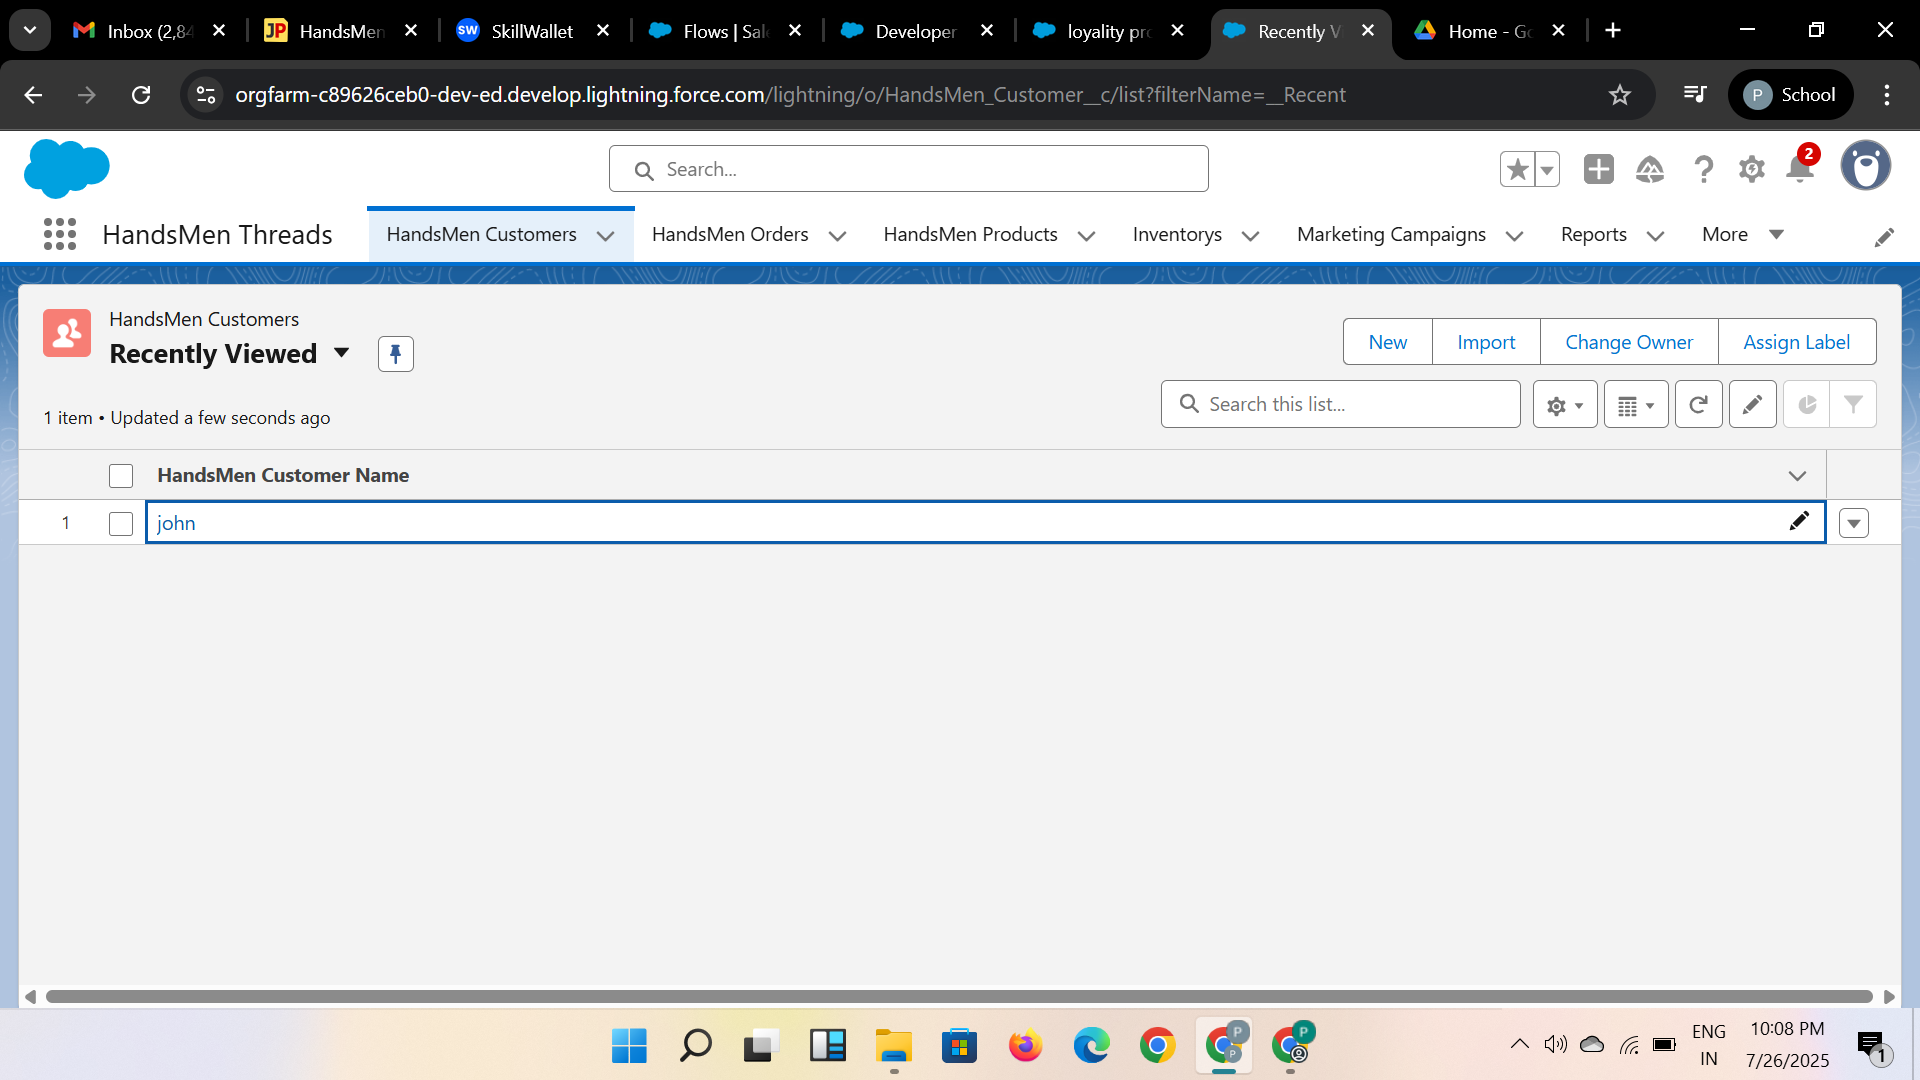 Inbox (2,84
HandsMen
SkillWallet
Flows | Sal
Developer
loyality pro
Recently V
Home - Go
orgfarm-c89626ceb0-dev-ed.develop.lightning.force.com/lightning/o/HandsMen_Customer__c/list?filterName=__Recent
P School
Search...
2
HandsMen Threads
HandsMen Customers
HandsMen Orders
HandsMen Products
Inventorys
Marketing Campaigns
Reports
More
HandsMen Customers
Recently Viewed
New
Import
Change Owner
Assign Label
1 item • Updated a few seconds ago
Search this list...
HandsMen Customer Name
1 john
ENG
IN
10:08 PM
7/26/2025
1